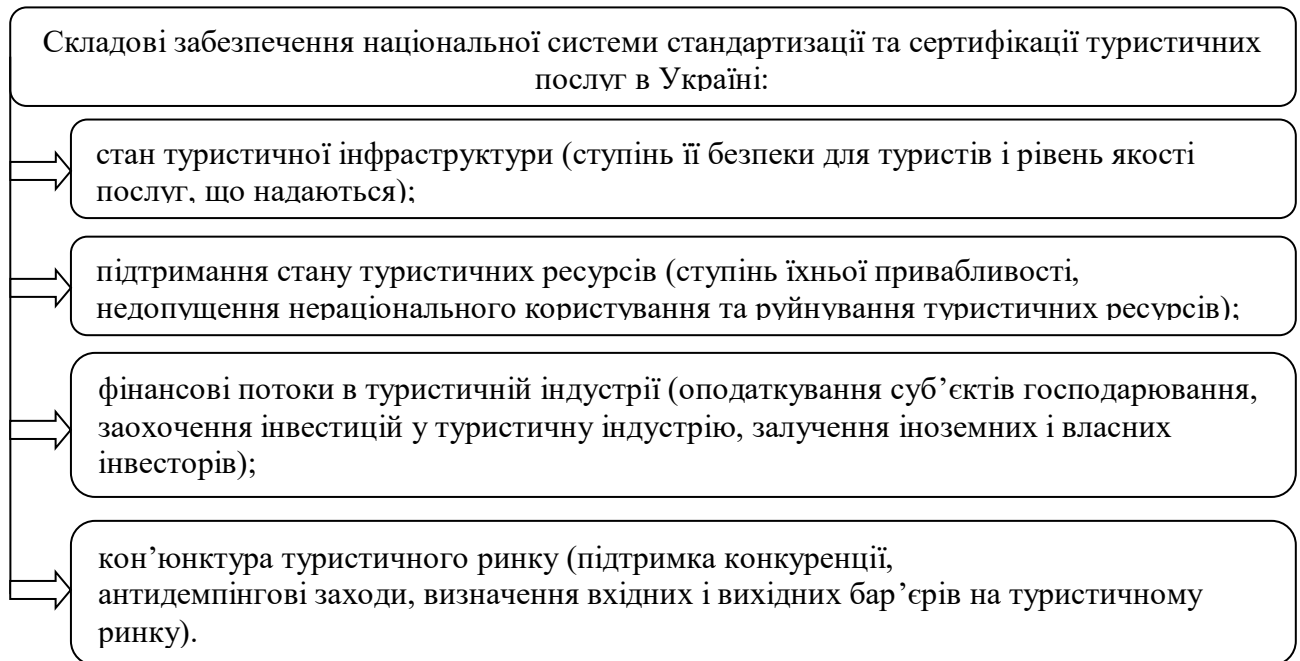 Складові забезпечення національної системи стандартизації та сертифікації туристичних
послуг в Україні:
стан туристичної інфраструктури (ступінь її безпеки для туристів і рівень якості
послуг, що надаються);
підтримання стану туристичних ресурсів (ступінь їхньої привабливості,
недопущення нераціонального користування та руйнування туристичних ресурсів);
фінансові потоки в туристичній індустрії (оподаткування суб’єктів господарювання,
заохочення інвестицій у туристичну індустрію, залучення іноземних і власних
інвесторів);
кон’юнктура туристичного ринку (підтримка конкуренції,
антидемпінгові заходи, визначення вхідних і вихідних бар’єрів на туристичному
ринку).